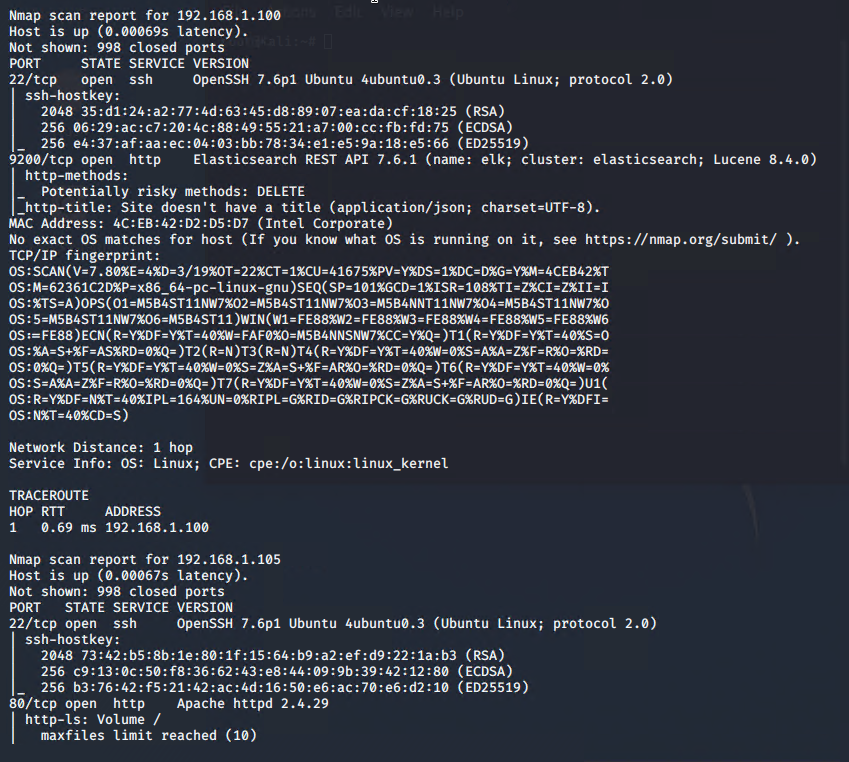 Nmap scan report for 192.168.1.100
Host is up (0.00069s latency).
Not shown: 998 closed ports
PORT     STATE SERVICE VERSION
22/tcp   open  ssh     OpenSSH 7.6p1 Ubuntu 4ubuntu0.3 (Ubuntu Linux; protocol 2.0)
| ssh-hostkey:
|   2048 35:d1:24:a2:77:4d:63:45:d8:89:07:ea:da:cf:18:25 (RSA)
|   256 06:29:ac:c7:20:4c:88:49:55:21:a7:00:cc:fb:fd:75 (ECDSA)
|_  256 e4:37:af:aa:ec:04:03:bb:78:34:e1:e5:9a:18:e5:66 (ED25519)
9200/tcp open  http    Elasticsearch REST API 7.6.1 (name: elk; cluster: elasticsearch; Lucene 8.4.0)
| http-methods:
|_  Potentially risky methods: DELETE
|_http-title: Site doesn't have a title (application/json; charset=UTF-8).
MAC Address: 4C:EB:42:D2:D5:D7 (Intel Corporate)
No exact OS matches for host (If you know what OS is running on it, see https://nmap.org/submit/ ).
TCP/IP fingerprint:
OS:SCAN(V=7.80%E=4%D=3/19%OT=22%CT=1%CU=41675%PV=Y%DS=1%DC=D%G=Y%M=4CEB42%T
OS:M=62361C2D%P=x86_64-pc-linux-gnu)SEQ(SP=101%GCD=1%ISR=108%TI=Z%CI=Z%II=I
OS:%TS=A)OPS(O1=M5B4ST11NW7%O2=M5B4ST11NW7%O3=M5B4NNT11NW7%O4=M5B4ST11NW7%O
OS:5=M5B4ST11NW7%O6=M5B4ST11)WIN(W1=FE88%W2=FE88%W3=FE88%W4=FE88%W5=FE88%W6
OS:=FE88)ECN(R=Y%DF=Y%T=40%W=FAF0%O=M5B4NNSNW7%CC=Y%Q=)T1(R=Y%DF=Y%T=40%S=O
OS:%A=S+%F=AS%RD=0%Q=)T2(R=N)T3(R=N)T4(R=Y%DF=Y%T=40%W=0%S=A%A=Z%F=R%O=%RD=
OS:0%Q=)T5(R=Y%DF=Y%T=40%W=0%S=Z%A=S+%F=AR%O=%RD=0%Q=)T6(R=Y%DF=Y%T=40%W=0%
OS:S=A%A=Z%F=R%O=%RD=0%Q=)T7(R=Y%DF=Y%T=40%W=0%S=Z%A=S+%F=AR%O=%RD=0%Q=)U1(
OS:R=Y%DF=N%T=40%IPL=164%UN=0%RIPL=G%RID=G%RIPCK=G%RUCK=G%RUD=G)IE(R=Y%DFI=
OS:N%T=40%CD=S)
Network Distance: 1 hop
Service Info: OS: Linux; CPE: cpe:/o:linux:linux_kernel
TRACEROUTE
HOP RTT     ADDRESS
1   0.69 ms 192.168.1.100
Nmap scan report for 192.168.1.105
Host is up (0.00067s latency).
Not shown: 998 closed ports
PORT   STATE SERVICE VERSION
22/tcp open  ssh     OpenSSH 7.6p1 Ubuntu 4ubuntu0.3 (Ubuntu Linux; protocol 2.0)
| ssh-hostkey:
|   2048 73:42:b5:8b:1e:80:1f:15:64:b9:a2:ef:d9:22:1a:b3 (RSA)
|   256 c9:13:0c:50:f8:36:62:43:e8:44:09:9b:39:42:12:80 (ECDSA)
|_  256 b3:76:42:f5:21:42:ac:4d:16:50:e6:ac:70:e6:d2:10 (ED25519)
80/tcp open  http    Apache httpd 2.4.29
| http-ls: Volume /
|   maxfiles limit reached (10)